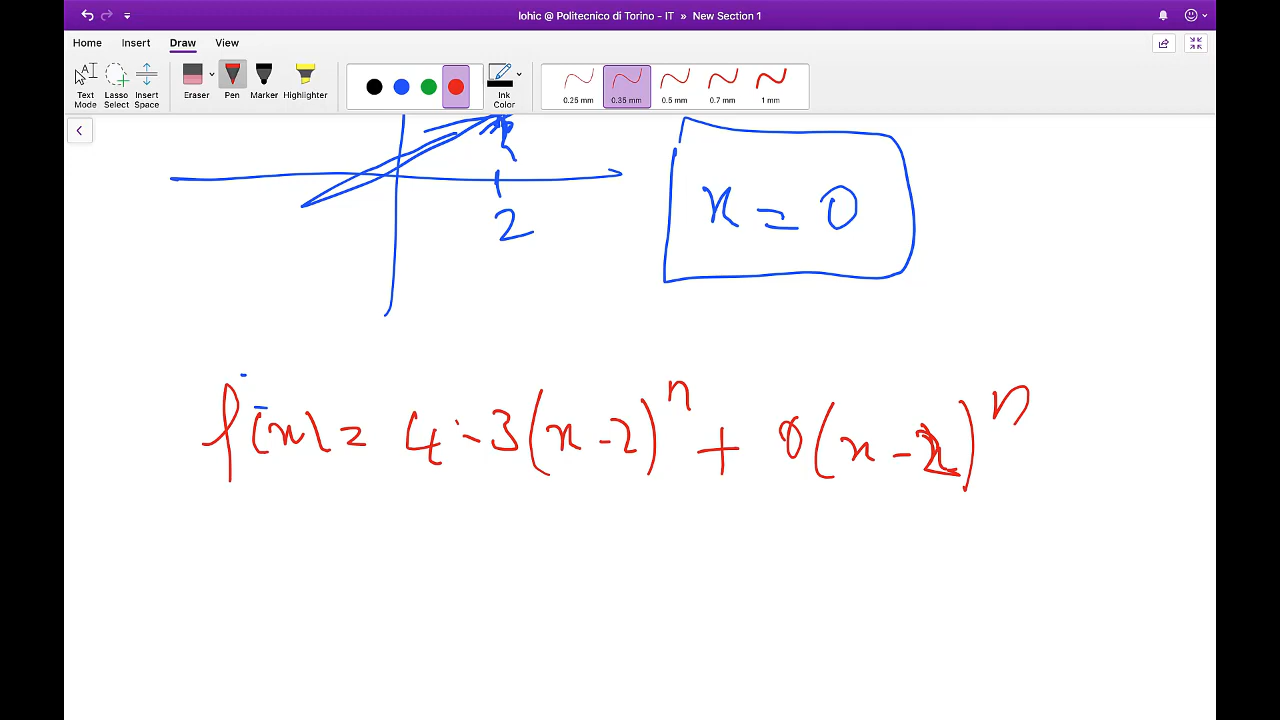 lohic @ Politecnico di Torino - IT » New Section 1
Home Insert Draw View
Text Mode Lasso Select Insert Space Eraser Pen Marker Highlighter Ink Color 0.25 mm 0.35 mm 0.5 mm 0.7 mm 1 mm
2
x = 0
f(x) = 4 - 3(x - 2)^n + o(x - 2)^n